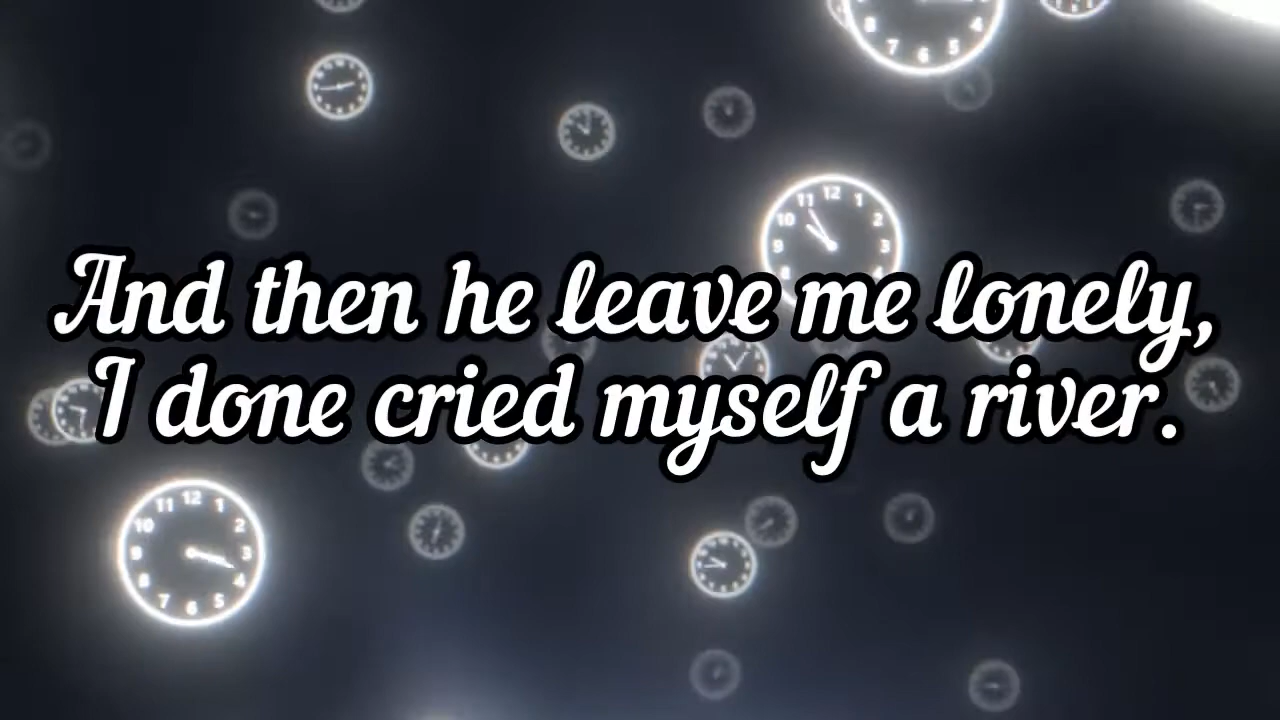 And then he leave me lonely,
I done cried myself a river.